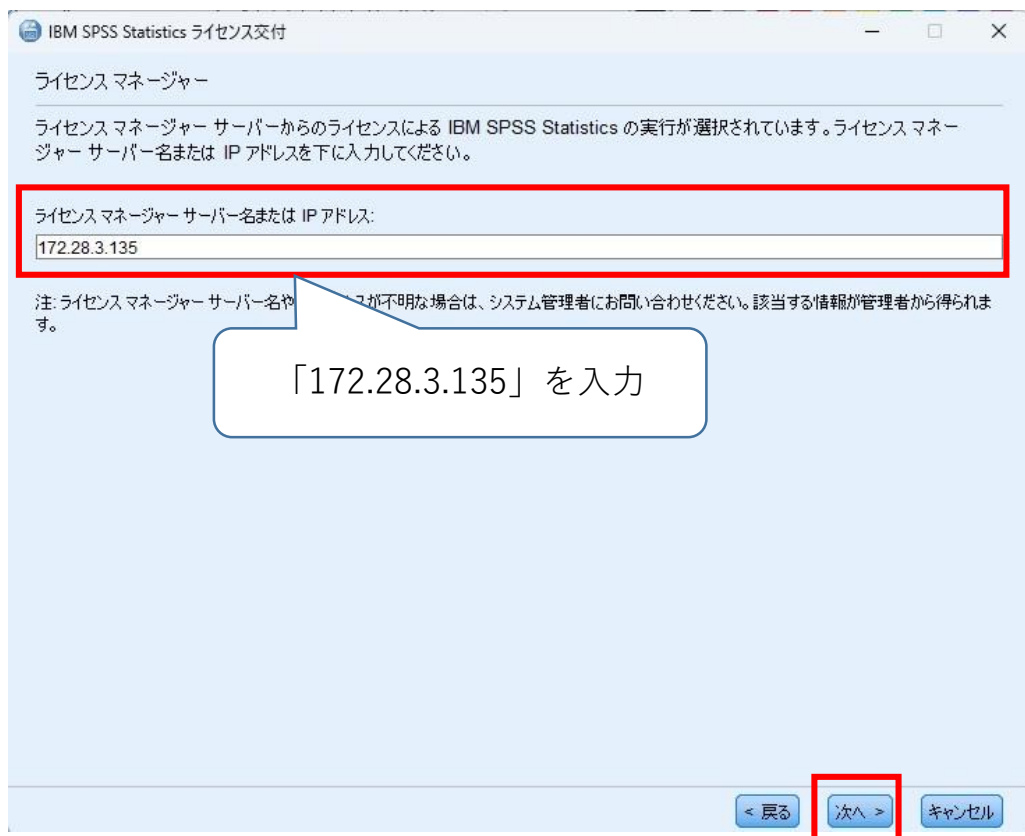 IBM SPSS Statistics ライセンス交付
ライセンス マネージャー
ライセンス マネージャー サーバーからのライセンスによる IBM SPSS Statistics の実行が選択されています。ライセンス マネー
ジャー サーバー名または IP アドレスを下に入力してください。
ライセンス マネージャー サーバー名または IP アドレス:
172.28.3.135
注: ライセンス マネージャー サーバー名や スが不明な場合は、システム管理者にお問い合わせください。該当する情報が管理者から得られま
す。
「172.28.3.135」を入力
< 戻る
次へ >
キャンセル